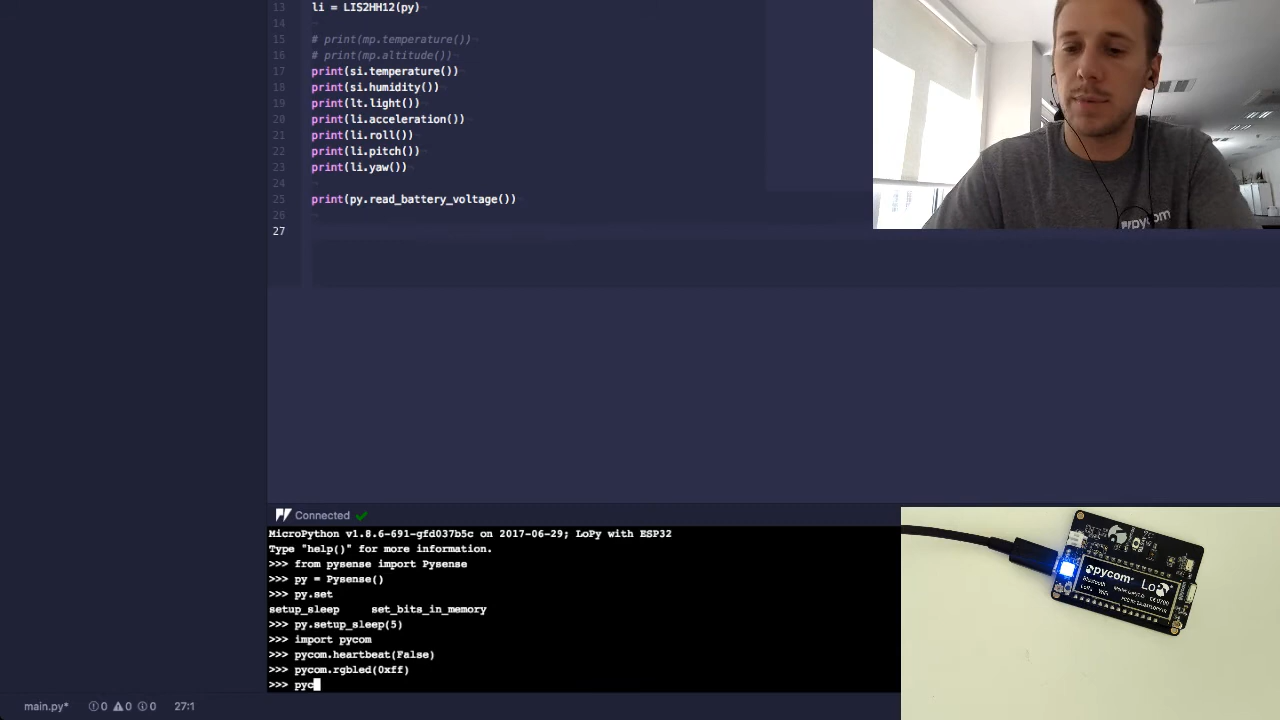 13 li = LIS2HH12(py)
14
15 # print(mp.temperature())
16 # print(mp.altitude())
17 print(si.temperature())
18 print(si.humidity())
19 print(lt.light())
20 print(li.acceleration())
21 print(li.roll())
22 print(li.pitch())
23 print(li.yaw())
24
25 print(py.read_battery_voltage())
26
27
pycom
Connected
MicroPython v1.8.6-691-gfd037b5c on 2017-06-29; LoPy with ESP32
Type "help()" for more information.
>>> from pysense import Pysense
>>> py = Pysense()
>>> py.set
setup_sleep set_bits_in_memory
>>> py.setup_sleep(5)
>>> import pycom
>>> pycom.heartbeat(False)
>>> pycom.rgbled(0xff)
>>> pyc
pycom LoPy
Bluetooth
LoRa WiFi
main.py* 0 0 0 27:1